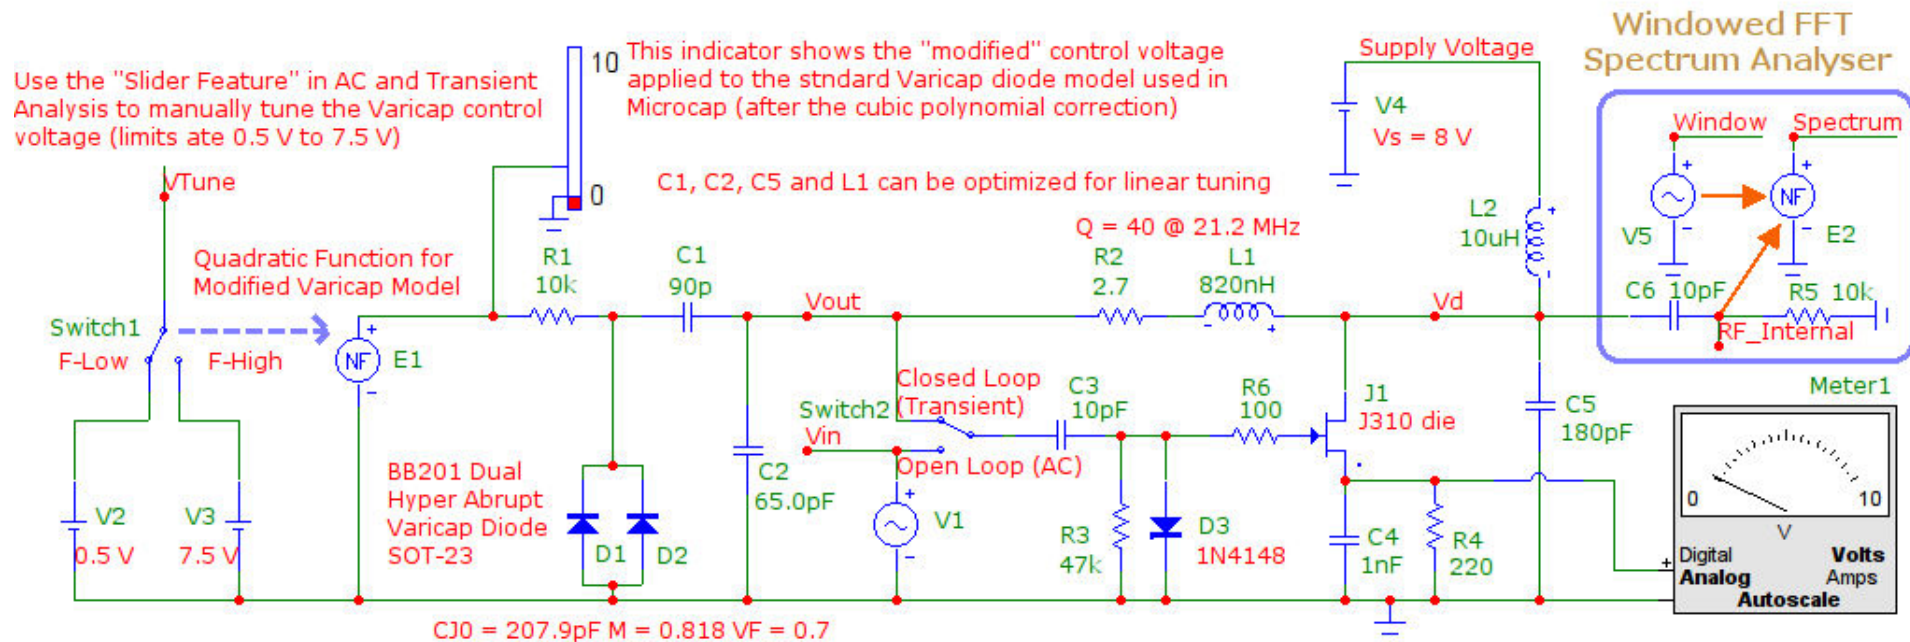 Windowed FFT
Spectrum Analyser
Use the "Slider Feature" in AC and Transient
Analysis to manually tune the Varicap control
voltage (limits ate 0.5 V to 7.5 V)
10
0
This indicator shows the "modified" control voltage
applied to the stndard Varicap diode model used in
Microcap (after the cubic polynomial correction)
Supply Voltage
V4
Vs = 8 V
Window
Spectrum
+
-
V5
NF
+
-
E2
VTune
C1, C2, C5 and L1 can be optimized for linear tuning
L2
10uH
+
-
Q = 40 @ 21.2 MHz
Quadratic Function for
Modified Varicap Model
R1
10k
C1
90p
R2
2.7
L1
820nH
-
+
C6
10pF
R5
10k
RF_Internal
Vout
Vd
Switch1
F-Low
F-High
NF
+
-
E1
Closed Loop
(Transient)
Switch2
Vin
Open Loop (AC)
C3
10pF
R6
100
J1
J310 die
C5
180pF
Meter1
0
10
V
Digital
Analog
Volts
Amps
Autoscale
+
-
V2
0.5 V
V3
7.5 V
BB201 Dual
Hyper Abrupt
Varicap Diode
SOT-23
D1
D2
C2
65.0pF
+
-
V1
R3
47k
D3
1N4148
C4
1nF
R4
220
CJ0 = 207.9pF M = 0.818 VF = 0.7